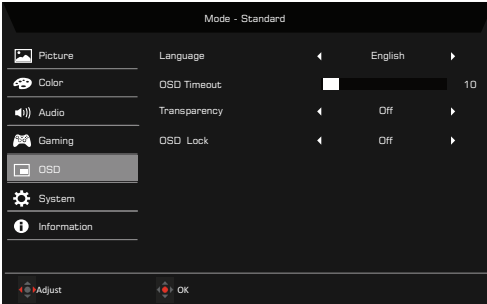 Mode - Standard
Picture
Language English
Color
OSD Timeout 10
Audio
Transparency Off
Gaming
OSD Lock Off
OSD
System
Information
Adjust OK